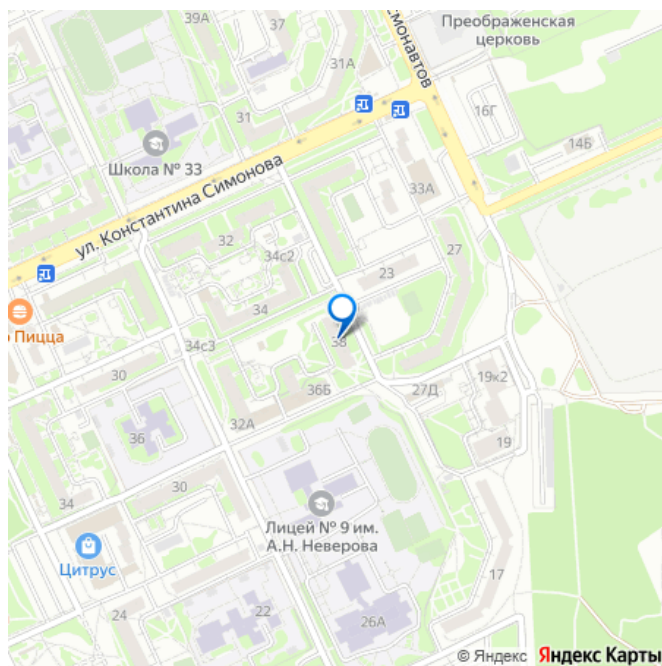 39А
37
смонавтов
Преображенская
церковь
31А
16Г
31
14Б
Школа № 33
ул. Константина Симонова
33А
32
34с2
27
23
34
38
о Пицца
34с3
30
36Б
27Д
19к2
32А
36
19
30
34
Лицей № 9 им.
А.Н. Неверова
Цитрус
17
24
22
26А
© Яндекс Яндекс Карты